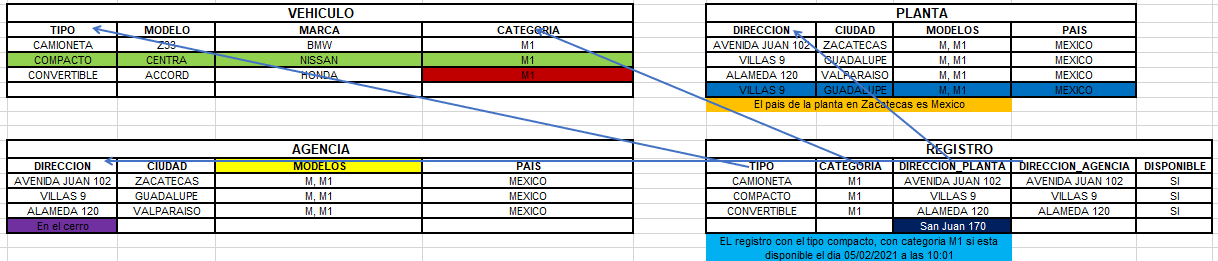 VEHICULO
TIPO MODELO MARCA CATEGORIA
CAMIONETA Z33 BMW M1
COMPACTO CENTRA NISSAN M1
CONVERTIBLE ACCORD HONDA M1
PLANTA
DIRECCION CIUDAD MODELOS PAIS
AVENIDA JUAN 102 ZACATECAS M, M1 MEXICO
VILLAS 9 GUADALUPE M, M1 MEXICO
ALAMEDA 120 VALPARAISO M, M1 MEXICO
VILLAS 9 GUADALUPE M, M1 MEXICO
El pais de la planta en Zacatecas es Mexico
AGENCIA
DIRECCION CIUDAD MODELOS PAIS
AVENIDA JUAN 102 ZACATECAS M, M1 MEXICO
VILLAS 9 GUADALUPE M, M1 MEXICO
ALAMEDA 120 VALPARAISO M, M1 MEXICO
En el cerro
REGISTRO
TIPO CATEGORIA DIRECCION_PLANTA DIRECCION_AGENCIA DISPONIBLE
CAMIONETA M1 AVENIDA JUAN 102 AVENIDA JUAN 102 SI
COMPACTO M1 VILLAS 9 VILLAS 9 SI
CONVERTIBLE M1 ALAMEDA 120 ALAMEDA 120 SI
San Juan 170
EL registro con el tipo compacto, con categoria M1 si esta
disponible el dia 05/02/2021 a las 10:01